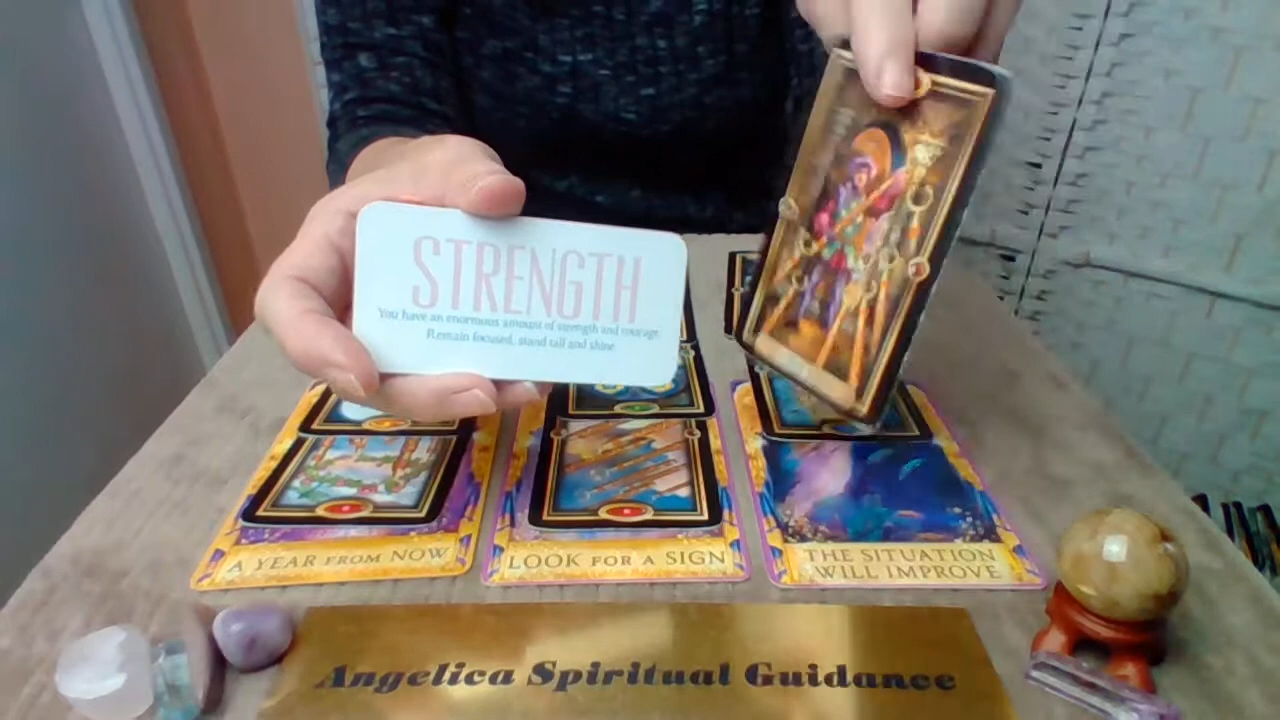 STRENGTH
You have an enormous amount of strength and courage.
Remain focused, stand tall and shine.
A YEAR FROM NOW
LOOK FOR A SIGN
THE SITUATION
WILL IMPROVE
Angelica Spiritual Guidance